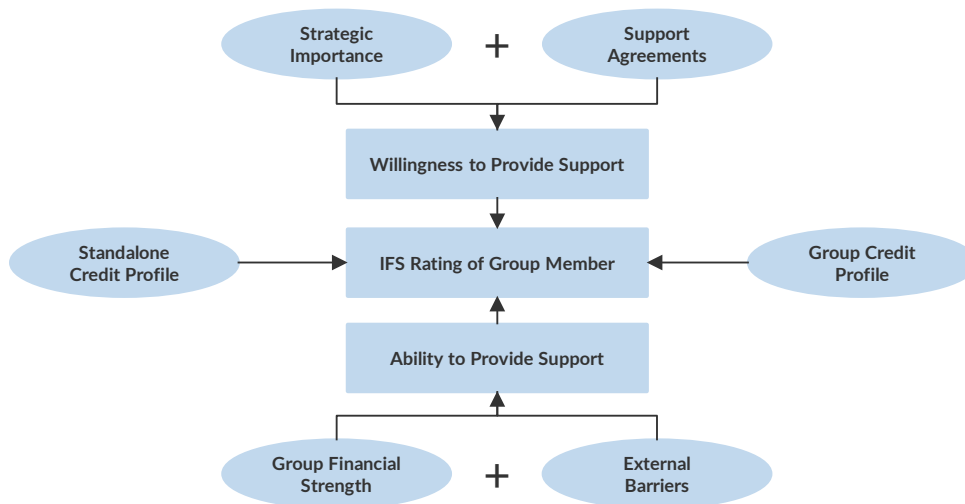 Strategic
Importance
+
Support
Agreements
Willingness to Provide Support
Standalone
Credit Profile
IFS Rating of Group Member
Group Credit
Profile
Ability to Provide Support
Group Financial
Strength
+
External
Barriers